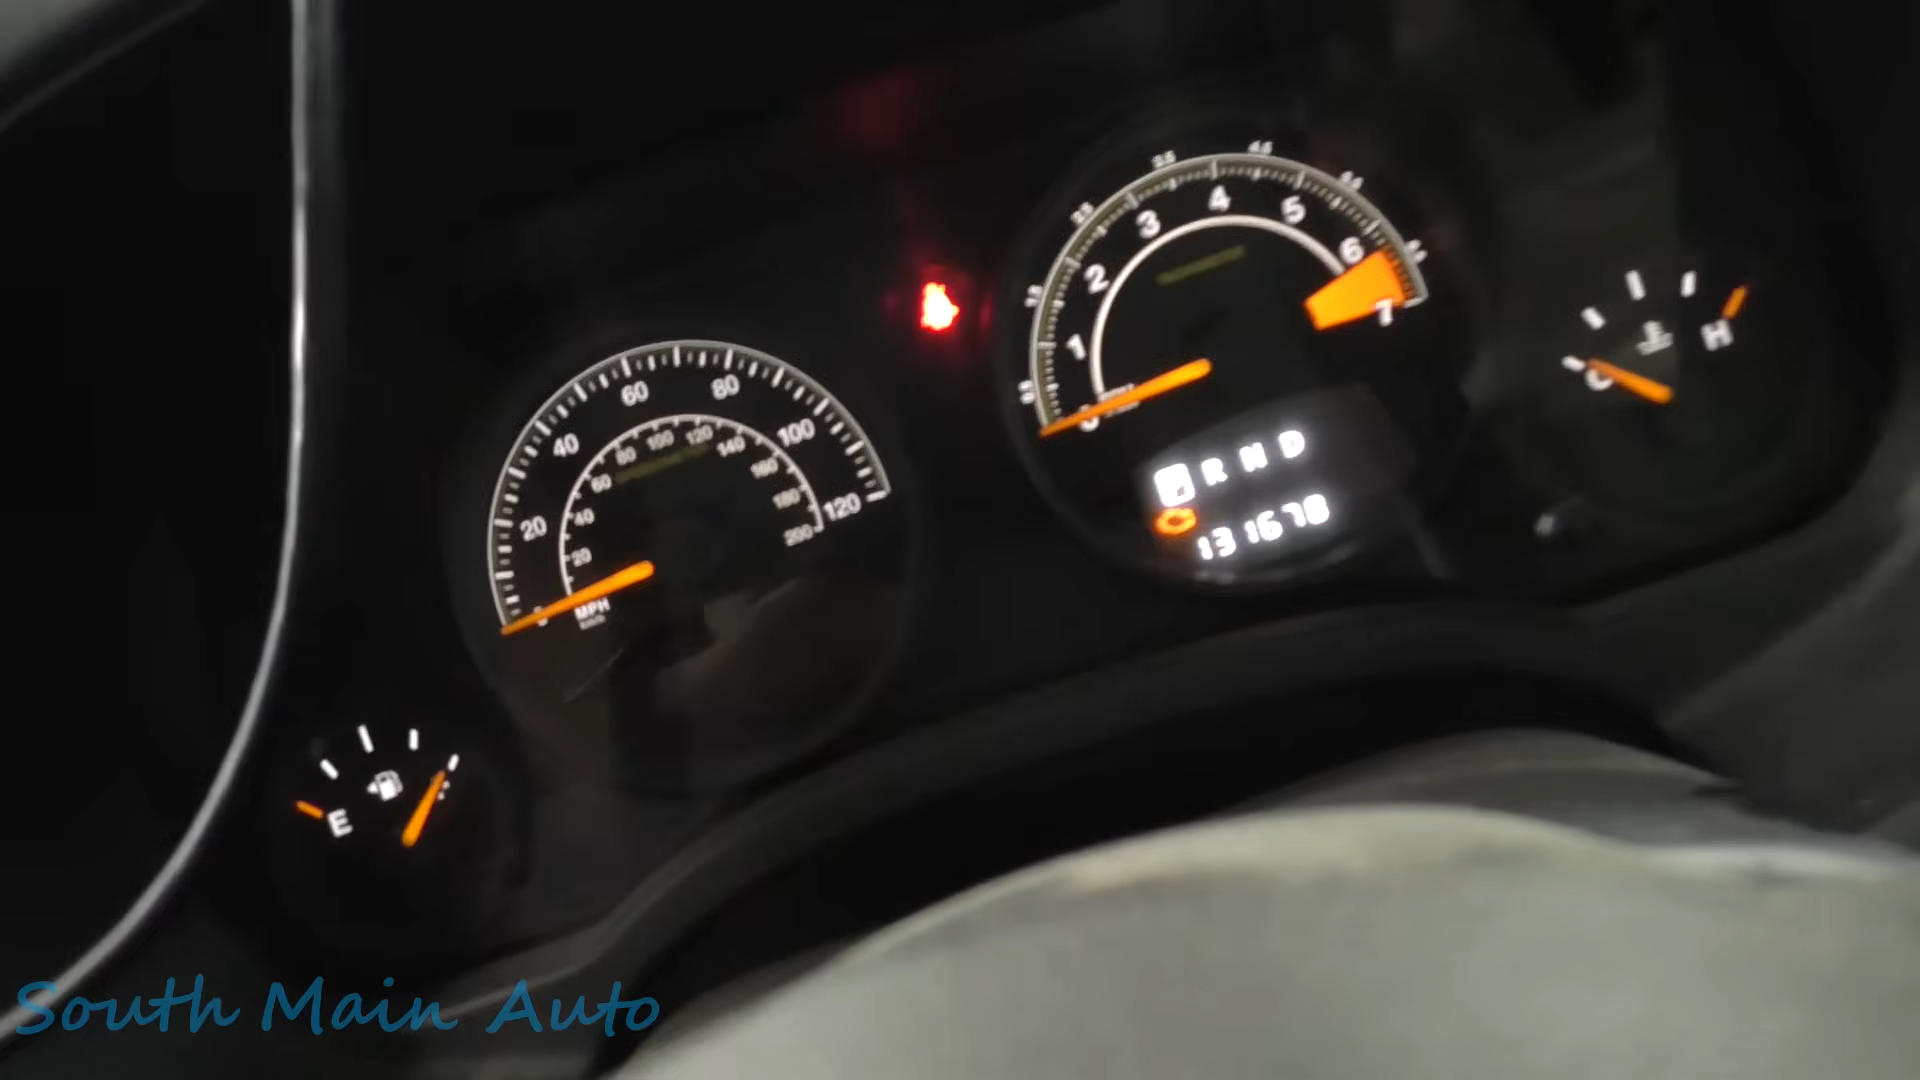 20 40 60 80 100 120
20 40 60 80 100 120 140 160 180 200
MPH
1 2 3 4 5 6 7
P R N D
131678
H
E
South Main Auto